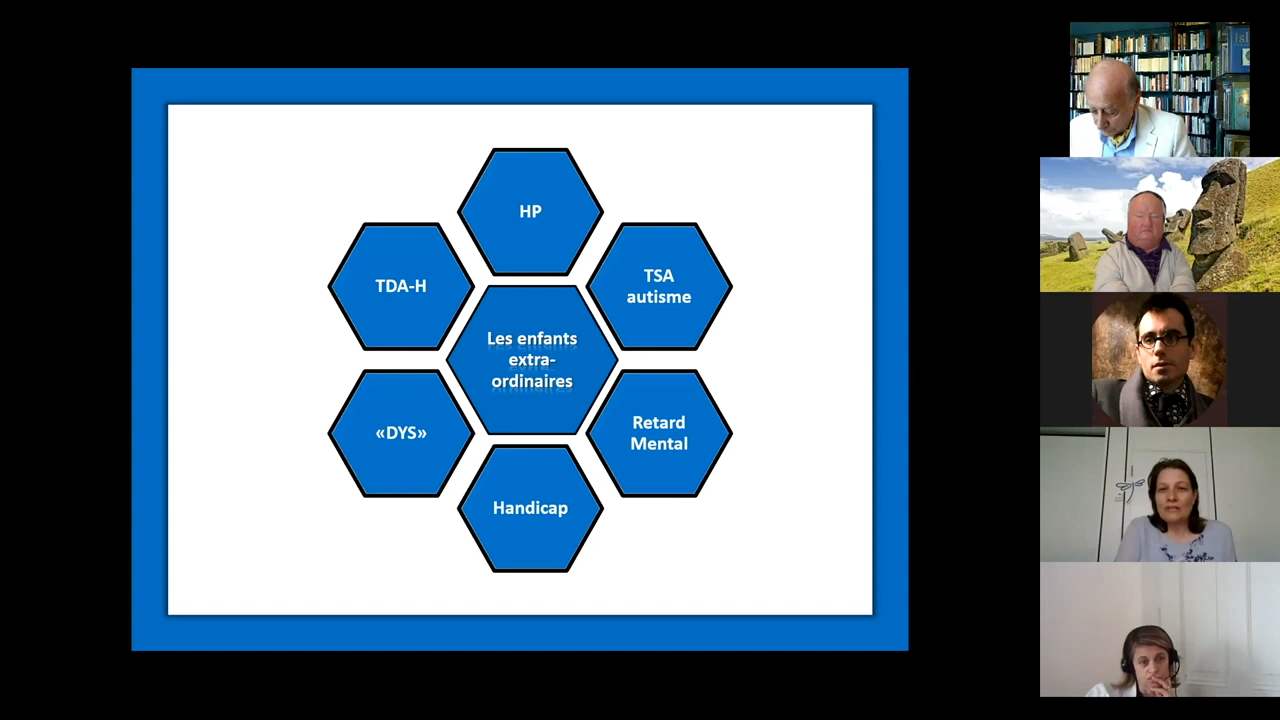 HP
TDA-H
TSA
autisme
Les enfants
extra-
ordinaires
«DYS»
Retard
Mental
Handicap